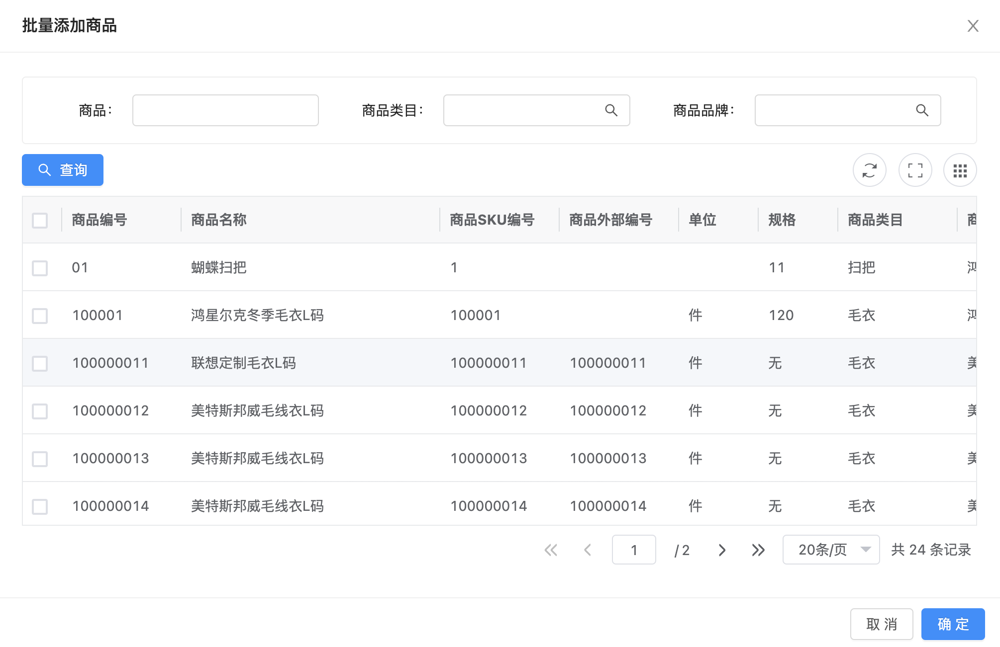 批量添加商品
商品： 商品类目： 商品品牌：
查询
商品编号 商品名称 商品SKU编号 商品外部编号 单位 规格 商品类目
01 蝴蝶扫把 1 11 扫把
100001 鸿星尔克冬季毛衣L码 100001 件 120 毛衣
100000011 联想定制毛衣L码 100000011 100000011 件 无 毛衣
100000012 美特斯邦威毛线衣L码 100000012 100000012 件 无 毛衣
100000013 美特斯邦威毛线衣L码 100000013 100000013 件 无 毛衣
100000014 美特斯邦威毛线衣L码 100000014 100000014 件 无 毛衣
1 / 2 20条/页 共 24 条记录
取 消 确 定